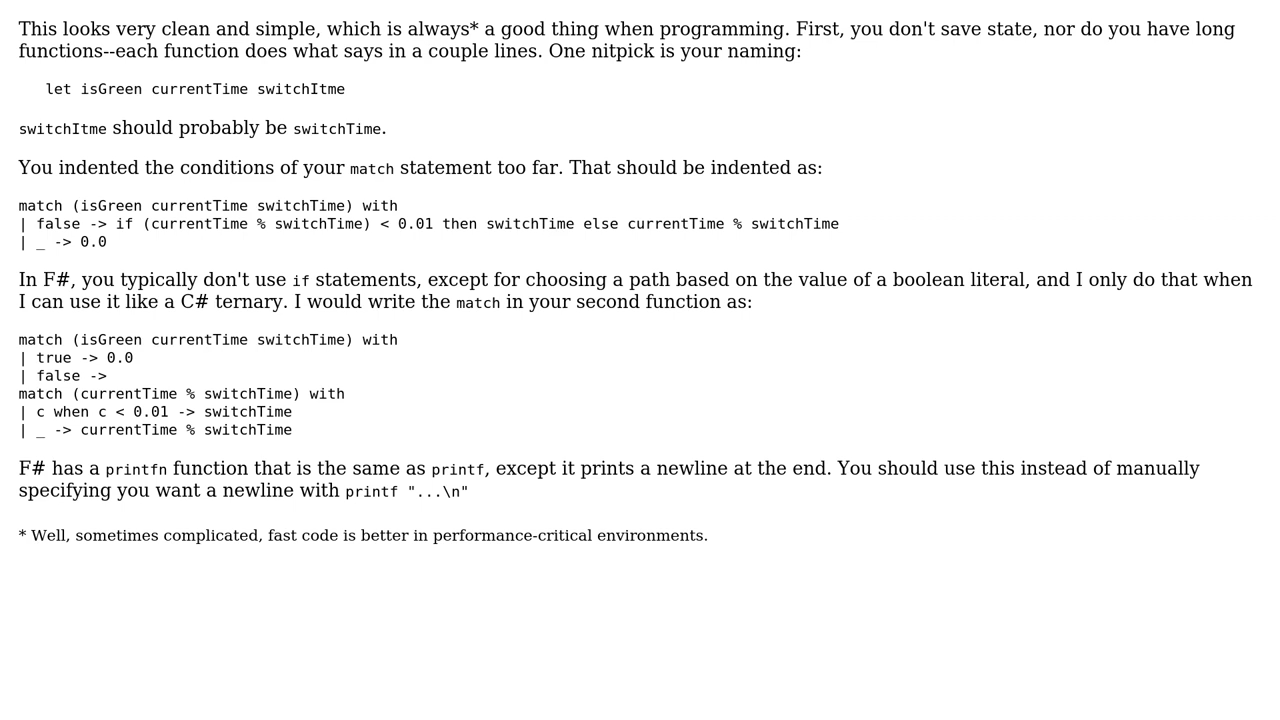 This looks very clean and simple, which is always* a good thing when programming. First, you don't save state, nor do you have long
functions--each function does what says in a couple lines. One nitpick is your naming:
let isGreen currentTime switchItme
switchItme should probably be switchTime.
You indented the conditions of your match statement too far. That should be indented as:
match (isGreen currentTime switchTime) with
| false -> if (currentTime % switchTime) < 0.01 then switchTime else currentTime % switchTime
| _ -> 0.0
In F#, you typically don't use if statements, except for choosing a path based on the value of a boolean literal, and I only do that when
I can use it like a C# ternary. I would write the match in your second function as:
match (isGreen currentTime switchTime) with
| true -> 0.0
| false ->
match (currentTime % switchTime) with
| c when c < 0.01 -> switchTime
| _ -> currentTime % switchTime
F# has a printfn function that is the same as printf, except it prints a newline at the end. You should use this instead of manually
specifying you want a newline with printf "...\n"
* Well, sometimes complicated, fast code is better in performance-critical environments.